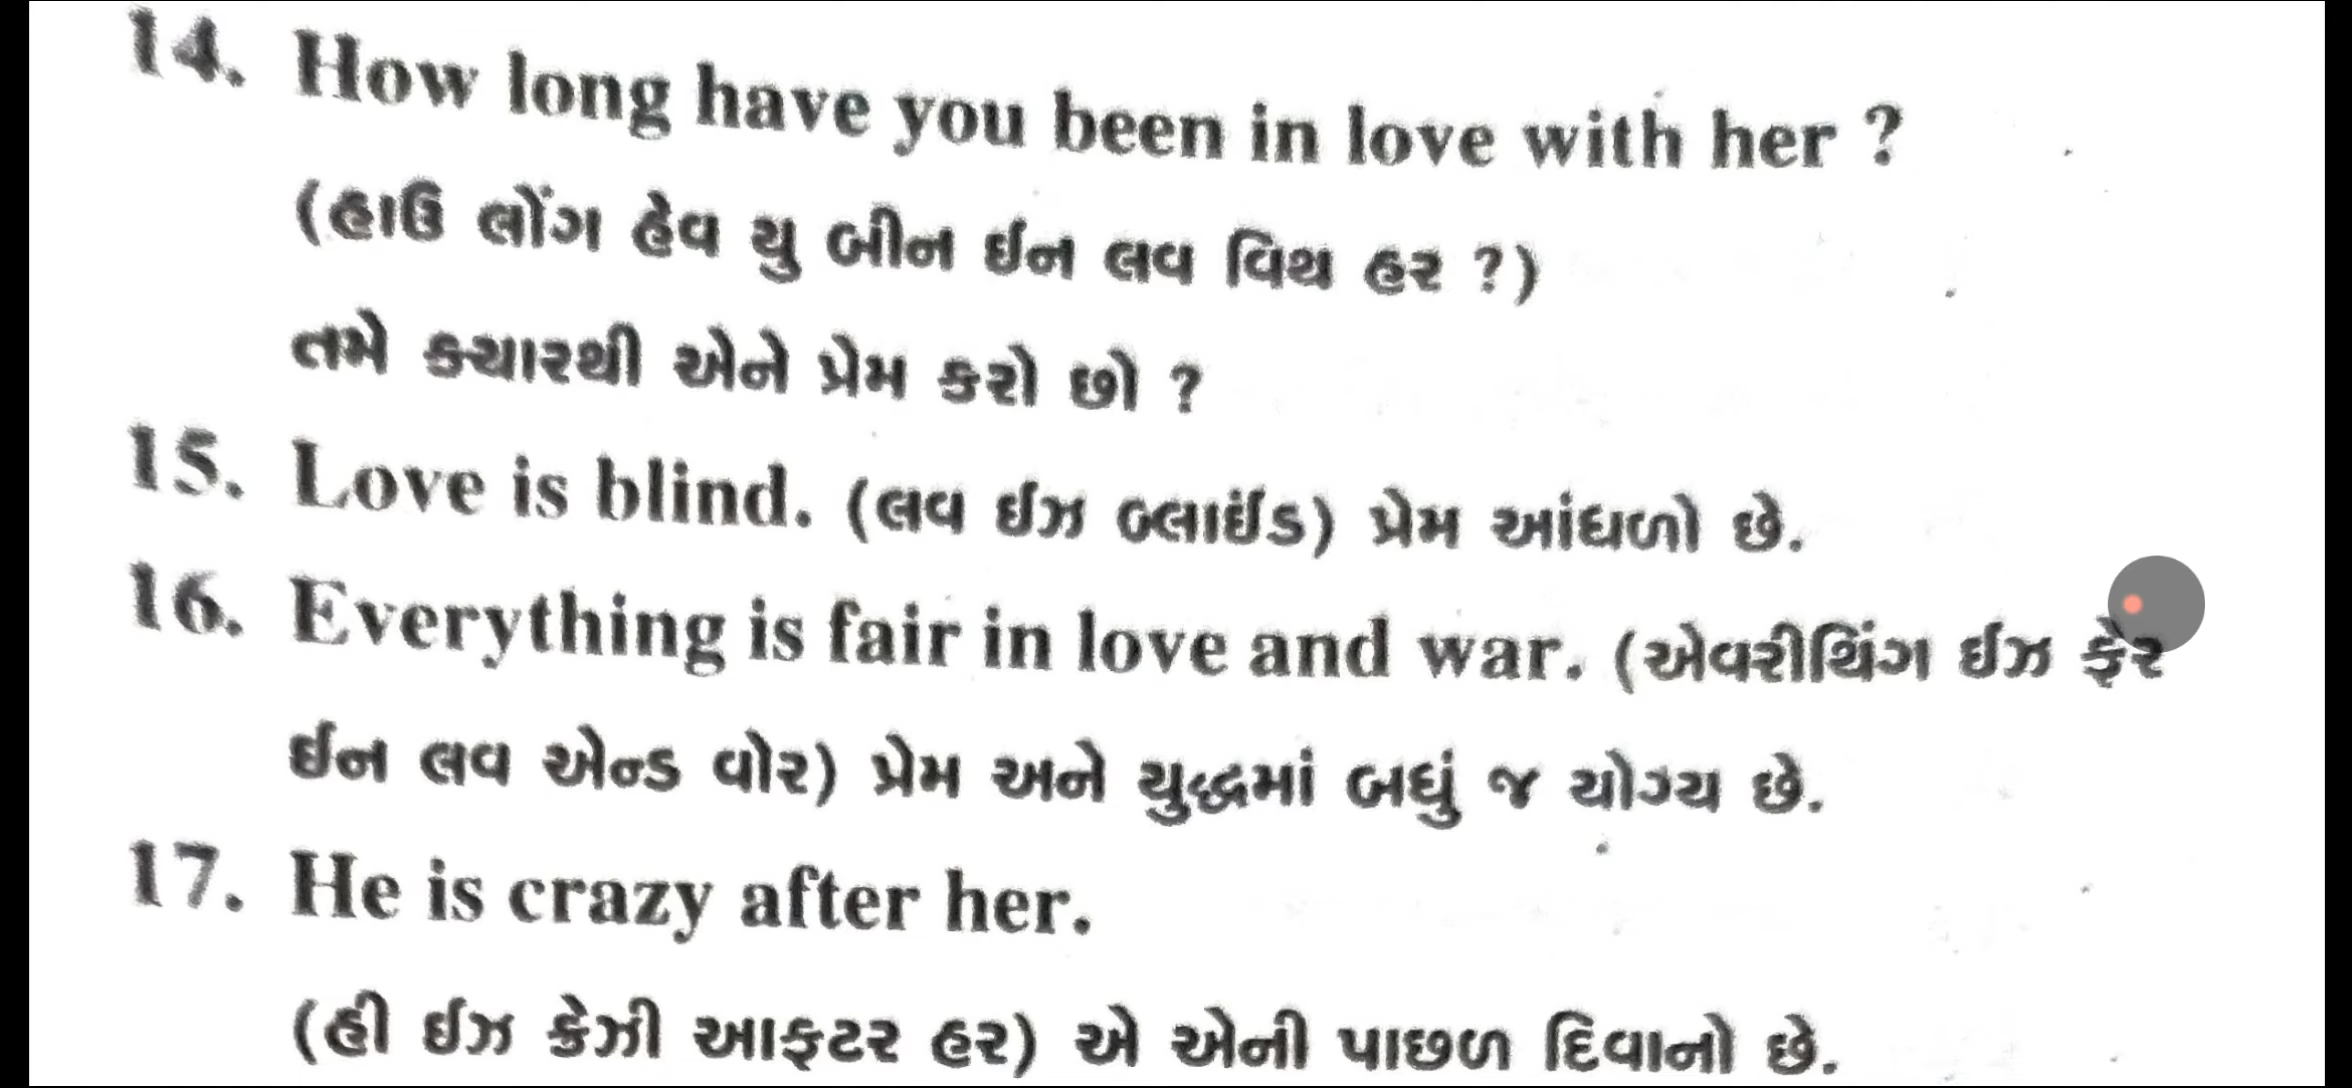 14. How long have you been in love with her ?
(હાઉ લોંગ હેવ યુ બીન ઈન લવ વિથ હર ?)
તમે ક્યારથી એને પ્રેમ કરો છો ?
15. Love is blind. (લવ ઈઝ બ્લાઈંડ) પ્રેમ આંધળો છે.
16. Everything is fair in love and war. (એવરીથિંગ ઈઝ ફેર
ઈન લવ એન્ડ વોર) પ્રેમ અને યુદ્ધમાં બધું જ યોગ્ય છે.
17. He is crazy after her.
(હી ઈઝ ક્રેઝી આફટર હર) એ એની પાછળ દિવાનો છે.